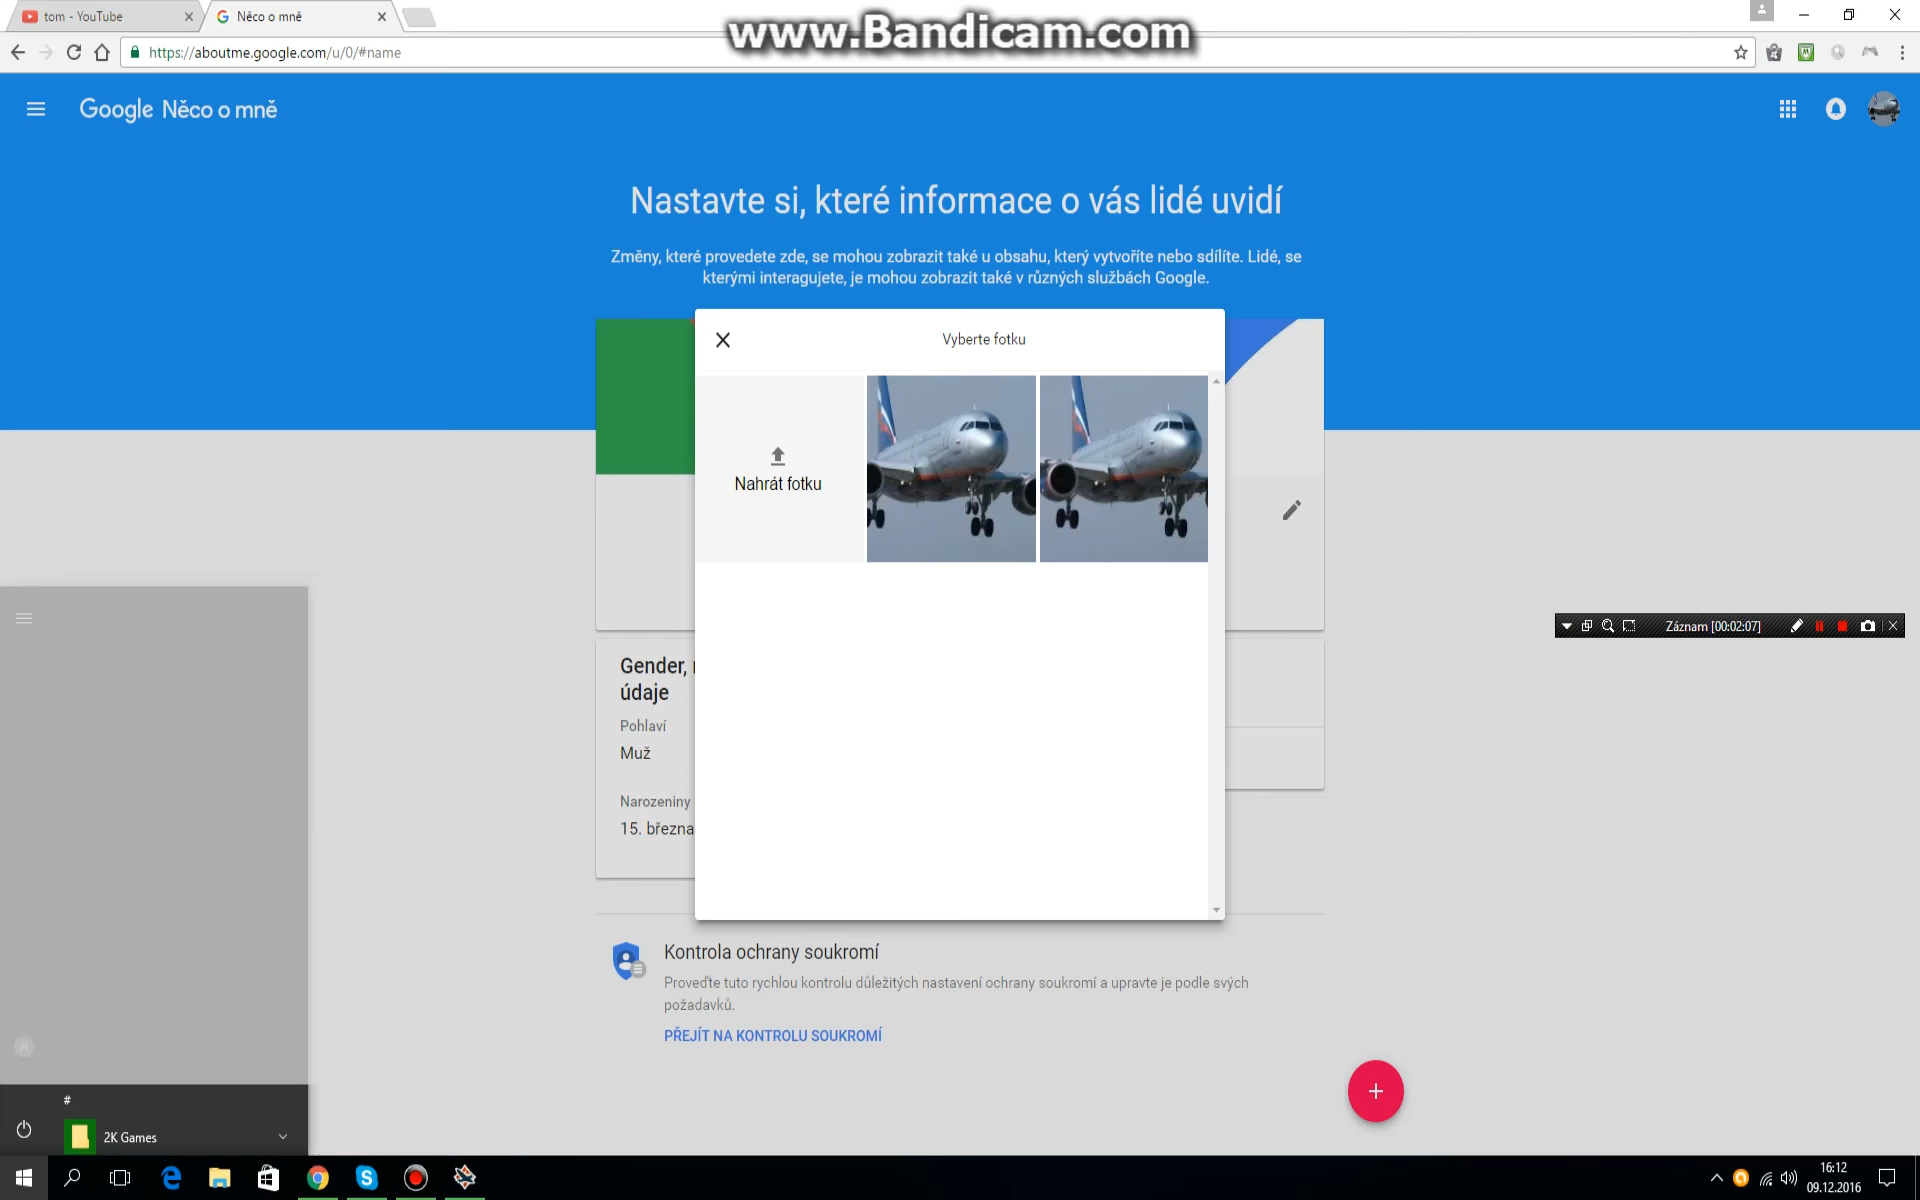 tom - YouTube
Něco o mně
www.Bandicam.com
https://aboutme.google.com/u/0/#name
Google Něco o mně
Nastavte si, které informace o vás lidé uvidí
Změny, které provedete zde, se mohou zobrazit také u obsahu, který vytvoříte nebo sdílíte. Lidé, se
kterými interagujete, je mohou zobrazit také v různých službách Google.
Vyberte fotku
Nahrát fotku
Záznam [00:02:07]
Gender,
údaje
Pohlaví
Muž
Narozeniny
15. března
Kontrola ochrany soukromí
Proveďte tuto rychlou kontrolu důležitých nastavení ochrany soukromí a upravte je podle svých
požadavků.
PŘEJÍT NA KONTROLU SOUKROMÍ
#
2K Games
16:12
09.12.2016